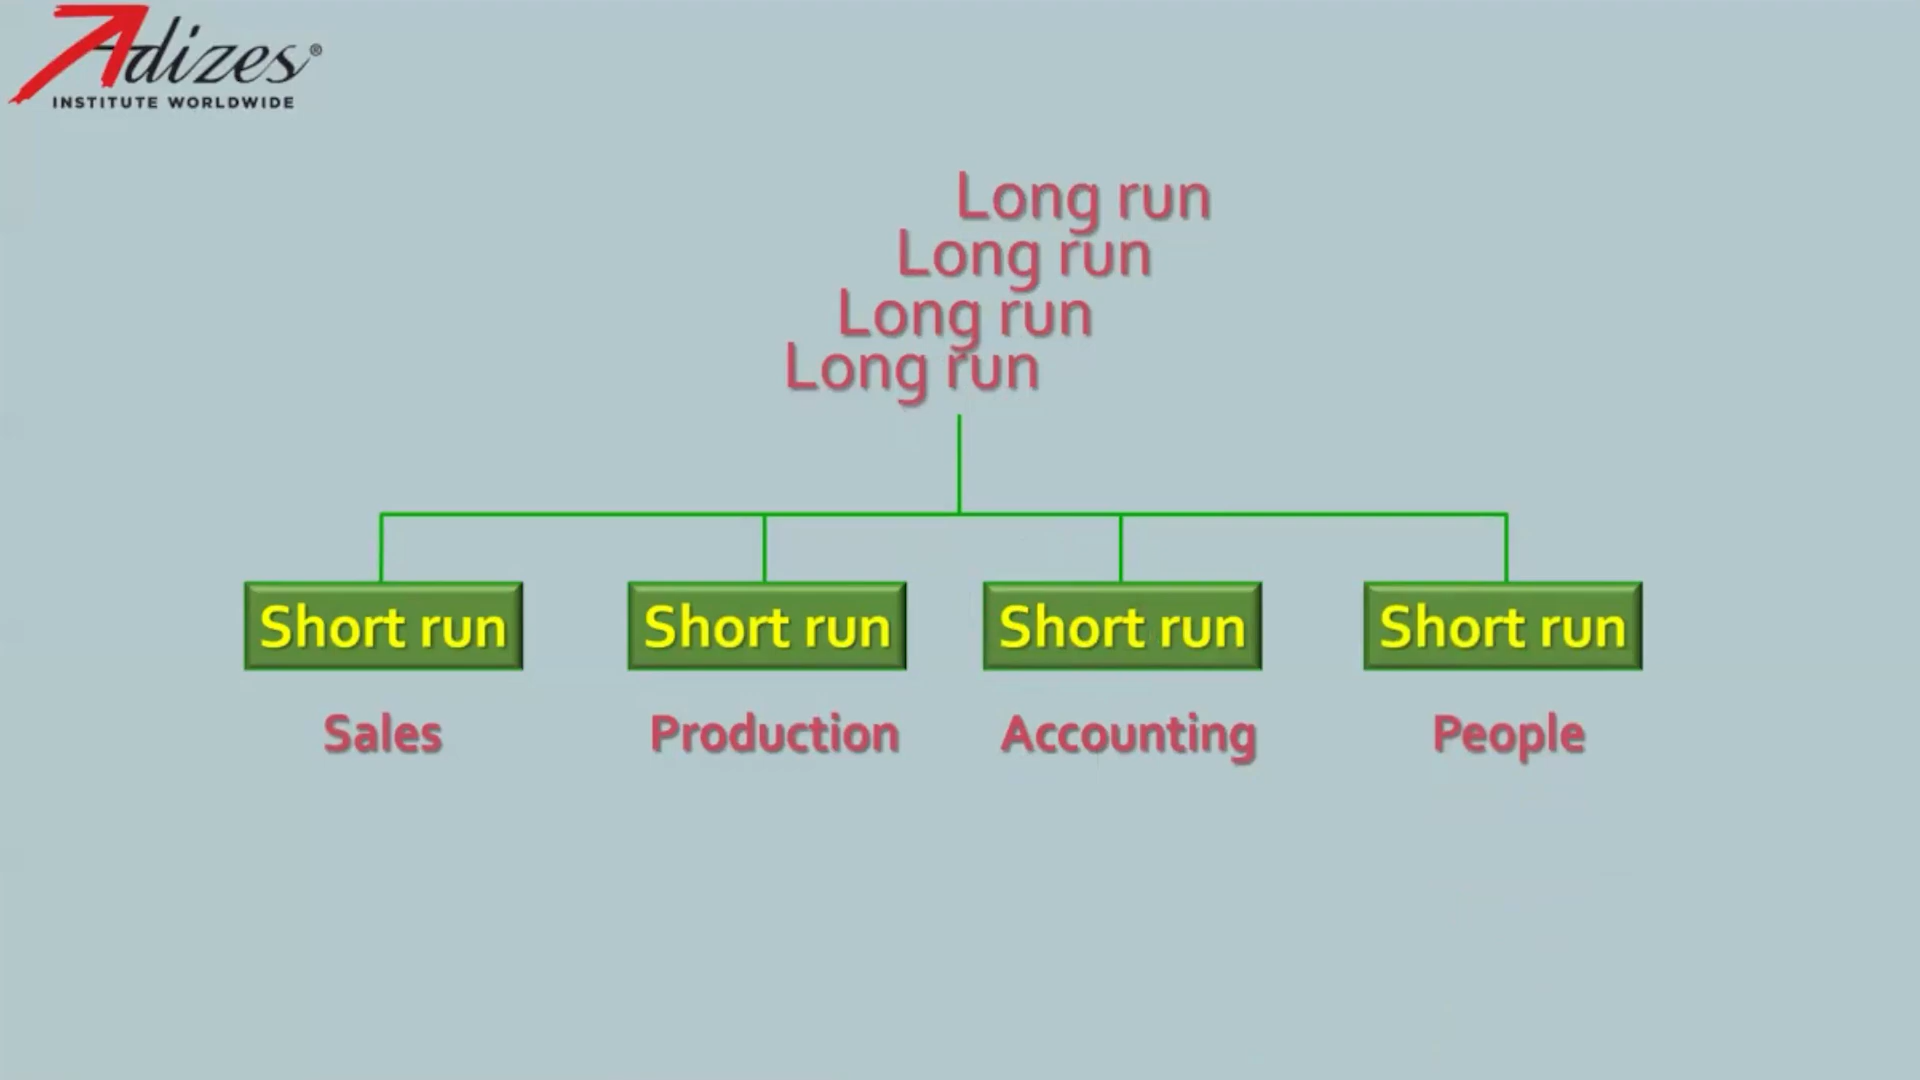 Adizes®
INSTITUTE WORLDWIDE
Long run
Long run
Long run
Long run
Short run
Short run
Short run
Short run
Sales
Production
Accounting
People